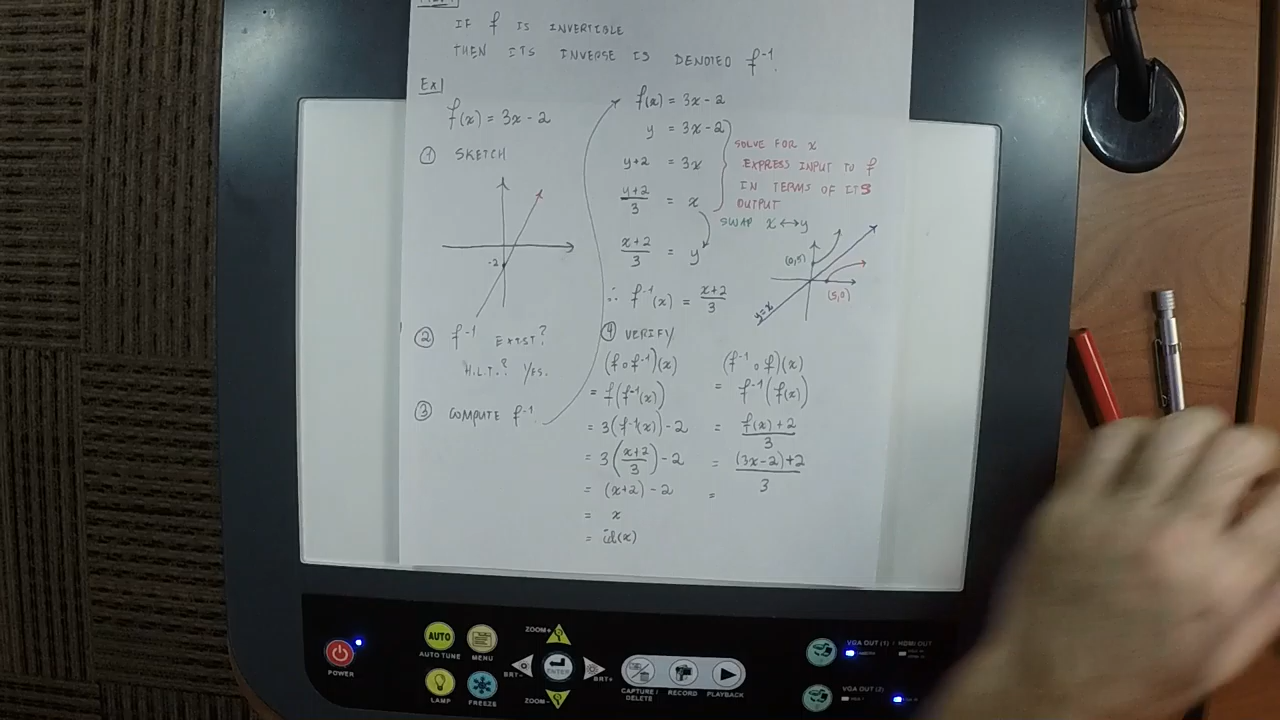 IF f IS INVERTIBLE
THEN ITS INVERSE IS DENOTED f⁻¹.
Ex1
f(x) = 3x - 2
① SKETCH
-2
② f⁻¹ EXIST?
H.L.T.? YES.
③ COMPUTE f⁻¹
f(x) = 3x - 2
y = 3x - 2
y+2 = 3x
y+2/3 = x
SOLVE FOR x
EXPRESS INPUT TO f
IN TERMS OF ITS
OUTPUT
SWAP x ↔ y
x+2/3 = y
∴ f⁻¹(x) = x+2/3
(0,5)
(5,0)
y=x
④ VERIFY
(f∘f⁻¹)(x)
= f(f⁻¹(x))
= 3(f⁻¹(x)) - 2
= 3(x+2/3) - 2
= (x+2) - 2
= x
= id(x)
(f⁻¹∘f)(x)
= f⁻¹(f(x))
= f(x)+2/3
= (3x-2)+2/3
=
POWER
AUTO
AUTO TUNE
MENU
LAMP
FREEZE
ZOOM+
BRT-
ENTER
BRT+
ZOOM-
CAPTURE /
DELETE
RECORD
PLAYBACK
VGA OUT (1) / HDMI OUT
VGA OUT (2)